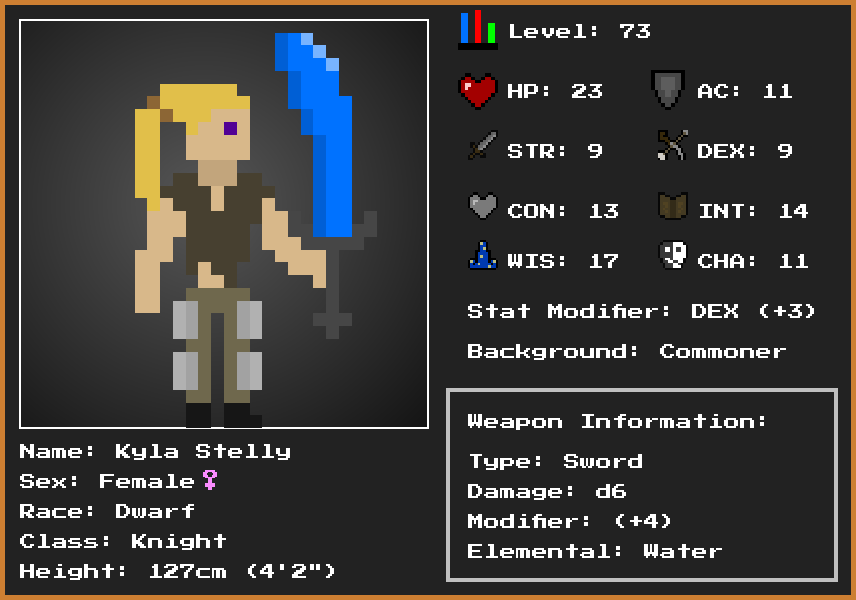 Level: 73
HP: 23 AC: 11
STR: 9 DEX: 9
CON: 13 INT: 14
WIS: 17 CHA: 11
Stat Modifier: DEX (+3)
Background: Commoner
Weapon Information:
Type: Sword
Damage: d6
Modifier: (+4)
Elemental: Water
Name: Kyla Stelly
Sex: Female♀
Race: Dwarf
Class: Knight
Height: 127cm (4'2")